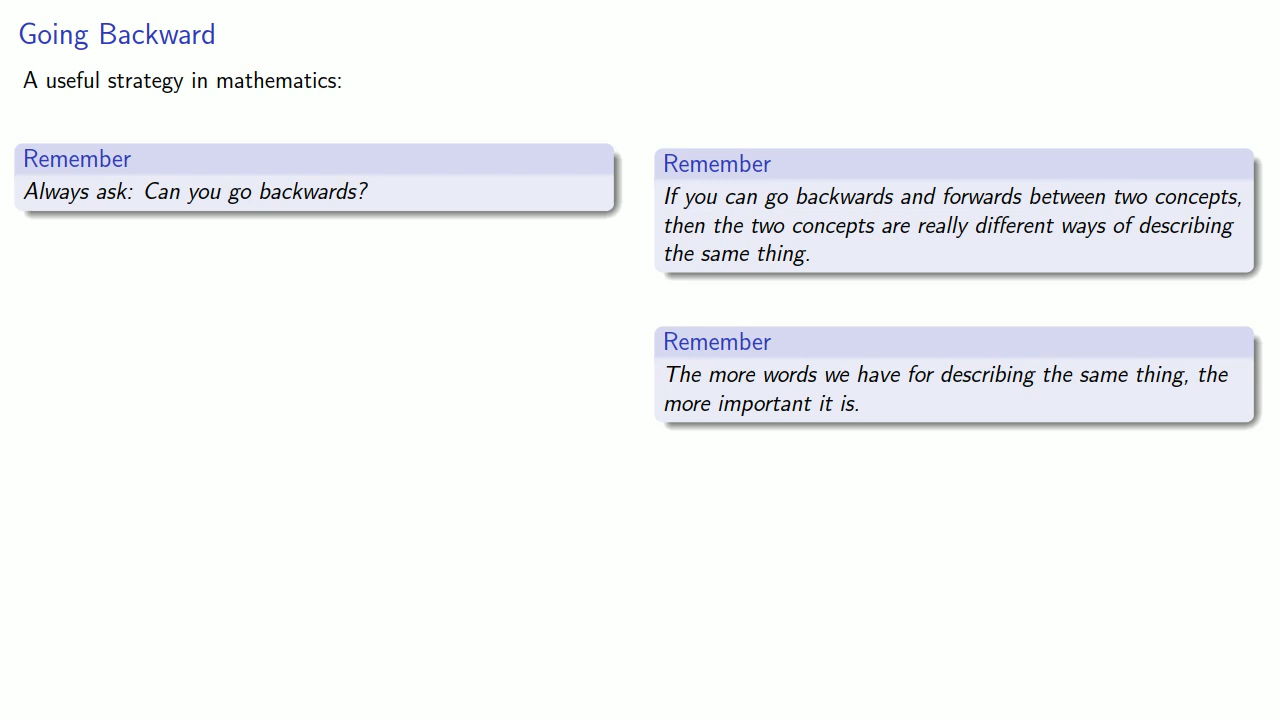 Going Backward
A useful strategy in mathematics:
Remember
Always ask: Can you go backwards?
Remember
If you can go backwards and forwards between two concepts,
then the two concepts are really different ways of describing
the same thing.
Remember
The more words we have for describing the same thing, the
more important it is.